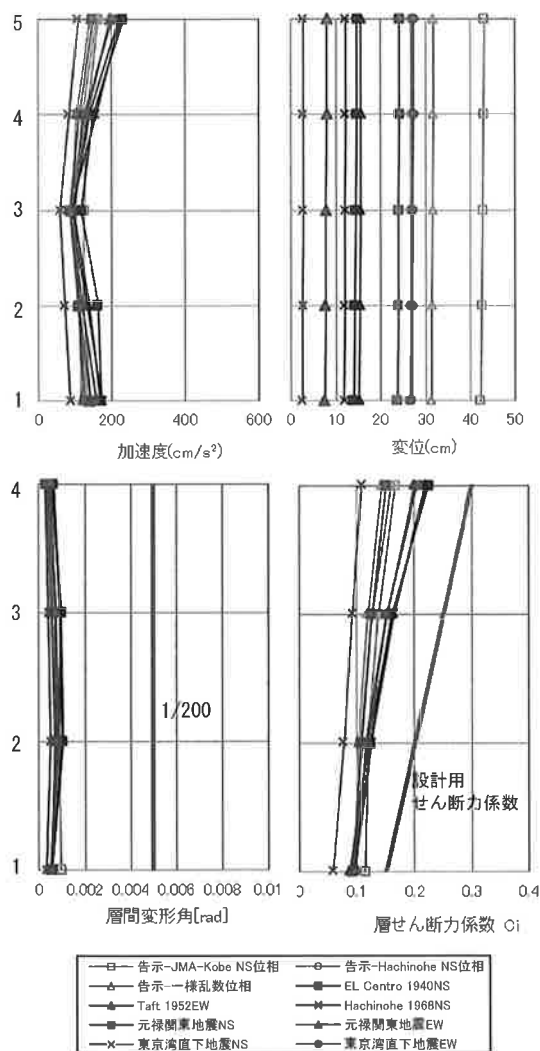 5
4
3
2
1
0 200 400 600
加速度(cm/s²)
0 10 20 30 40 50
変位(cm)
4
3
2
1
1/200
0 0.002 0.004 0.006 0.008 0.01
層間変形角[rad]
設計用
せん断力係数
0 0.1 0.2 0.3 0.4
層せん断力係数 Ci
告示-JMA-Kobe NS位相
告示-Hachinohe NS位相
告示-一様乱数位相
EL Centro 1940NS
Taft 1952EW
Hachinohe 1968NS
元禄関東地震NS
元禄関東地震EW
東京湾直下地震NS
東京湾直下地震EW